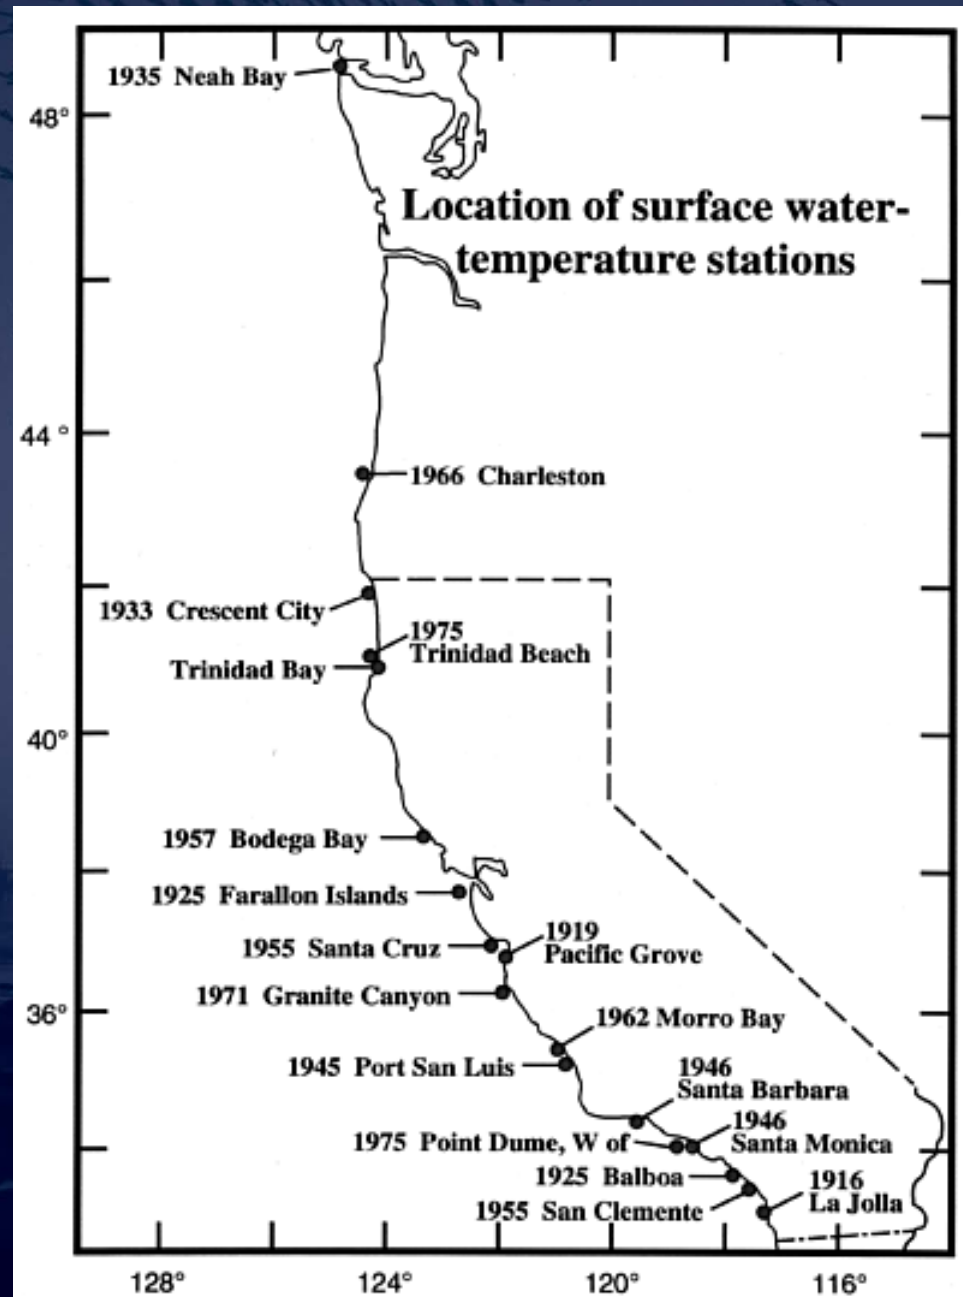 1935 Neah Bay
48°
Location of surface water-
temperature stations
44 °
1966 Charleston
1933 Crescent City
1975
Trinidad Beach
Trinidad Bay
40°
1957 Bodega Bay
1925 Farallon Islands
1919
1955 Santa Cruz
Pacific Grove
1971 Granite Canyon
36°
1962 Morro Bay
1945 Port San Luis
1946
Santa Barbara
1946
1975 Point Dume, W of
Santa Monica
1925 Balboa
1916
La Jolla
1955 San Clemente
128°
124°
120°
116°